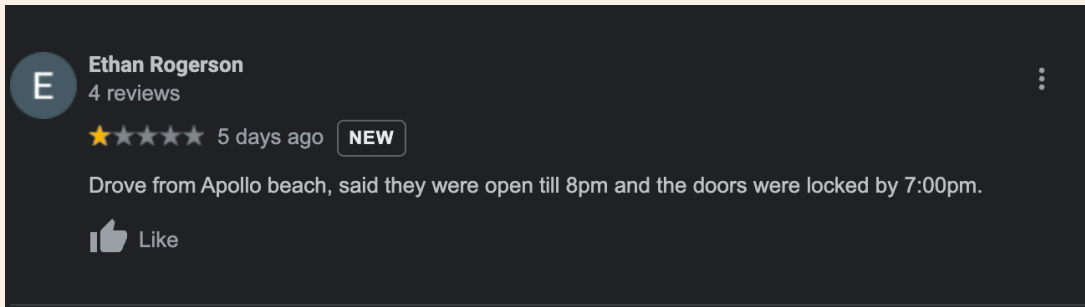 E
Ethan Rogerson
4 reviews
5 days ago NEW
Drove from Apollo beach, said they were open till 8pm and the doors were locked by 7:00pm.
Like